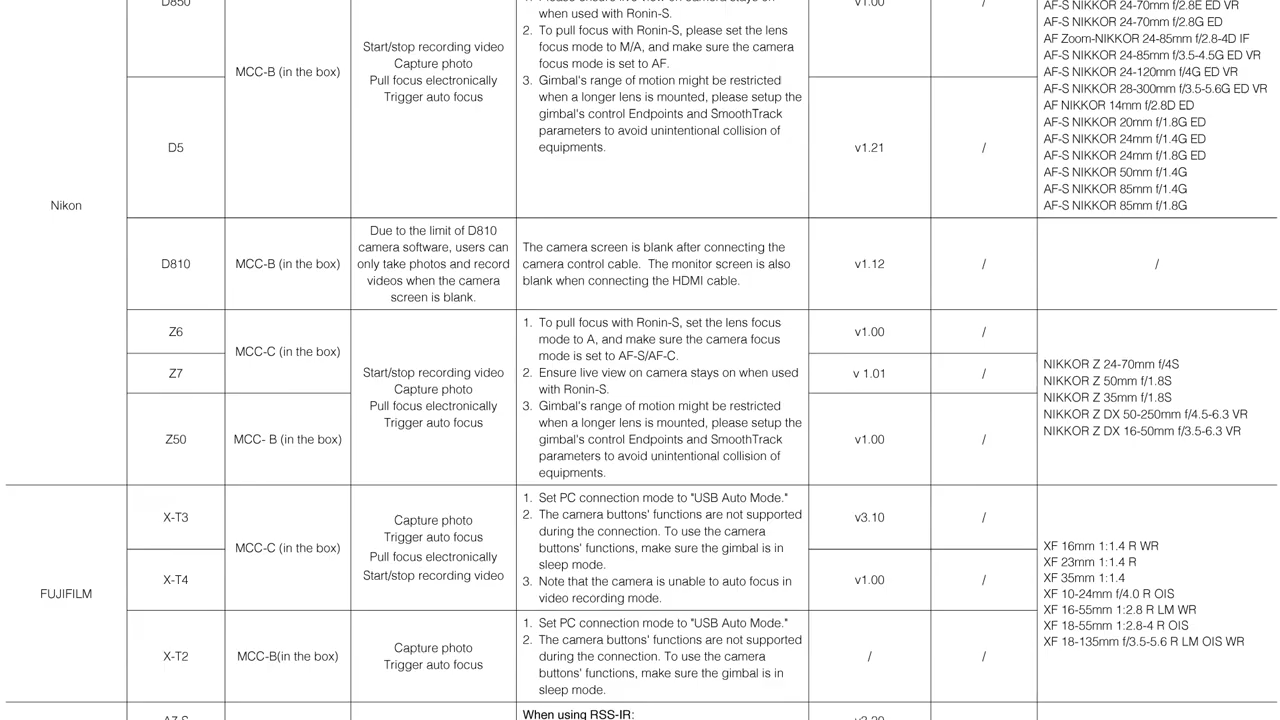 D850
when used with Ronin-S.
2. To pull focus with Ronin-S, please set the lens
focus mode to M/A, and make sure the camera
focus mode is set to AF.
3. Gimbal's range of motion might be restricted
when a longer lens is mounted, please setup the
gimbal's control Endpoints and SmoothTrack
parameters to avoid unintentional collision of
equipments.
v1.00
/
MCC-B (in the box)
Start/stop recording video
Capture photo
Pull focus electronically
Trigger auto focus
D5
v1.21
/
AF-S NIKKOR 24-70mm f/2.8E ED VR
AF-S NIKKOR 24-70mm f/2.8G ED
AF Zoom-NIKKOR 24-85mm f/2.8-4D IF
AF-S NIKKOR 24-85mm f/3.5-4.5G ED VR
AF-S NIKKOR 24-120mm f/4G ED VR
AF-S NIKKOR 28-300mm f/3.5-5.6G ED VR
AF NIKKOR 14mm f/2.8D ED
AF-S NIKKOR 20mm f/1.8G ED
AF-S NIKKOR 24mm f/1.4G ED
AF-S NIKKOR 24mm f/1.8G ED
AF-S NIKKOR 50mm f/1.4G
AF-S NIKKOR 85mm f/1.4G
AF-S NIKKOR 85mm f/1.8G
Nikon
D810
MCC-B (in the box)
Due to the limit of D810
camera software, users can
only take photos and record
videos when the camera
screen is blank.
The camera screen is blank after connecting the
camera control cable. The monitor screen is also
blank when connecting the HDMI cable.
v1.12
/
/
Z6
MCC-C (in the box)
Z7
Start/stop recording video
Capture photo
Pull focus electronically
Trigger auto focus
1. To pull focus with Ronin-S, set the lens focus
mode to A, and make sure the camera focus
mode is set to AF-S/AF-C.
2. Ensure live view on camera stays on when used
with Ronin-S.
3. Gimbal's range of motion might be restricted
when a longer lens is mounted, please setup the
gimbal's control Endpoints and SmoothTrack
parameters to avoid unintentional collision of
equipments.
v1.00
/
v 1.01
/
Z50
MCC- B (in the box)
v1.00
/
NIKKOR Z 24-70mm f/4S
NIKKOR Z 50mm f/1.8S
NIKKOR Z 35mm f/1.8S
NIKKOR Z DX 50-250mm f/4.5-6.3 VR
NIKKOR Z DX 16-50mm f/3.5-6.3 VR
FUJIFILM
X-T3
MCC-C (in the box)
X-T4
Capture photo
Trigger auto focus
Pull focus electronically
Start/stop recording video
1. Set PC connection mode to "USB Auto Mode."
2. The camera buttons' functions are not supported
during the connection. To use the camera
buttons' functions, make sure the gimbal is in
sleep mode.
3. Note that the camera is unable to auto focus in
video recording mode.
v3.10
/
v1.00
/
X-T2
MCC-B(in the box)
Capture photo
Trigger auto focus
1. Set PC connection mode to "USB Auto Mode."
2. The camera buttons' functions are not supported
during the connection. To use the camera
buttons' functions, make sure the gimbal is in
sleep mode.
/
/
XF 16mm 1:1.4 R WR
XF 23mm 1:1.4 R
XF 35mm 1:1.4
XF 10-24mm f/4.0 R OIS
XF 16-55mm 1:2.8 R LM WR
XF 18-55mm 1:2.8-4 R OIS
XF 18-135mm f/3.5-5.6 R LM OIS WR
When using RSS-IR: